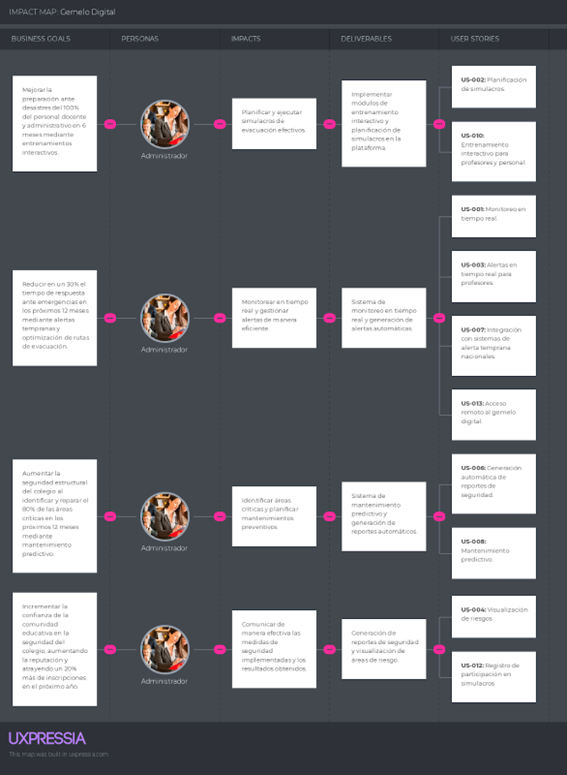 IMPACT MAP: Gemelo Digital
BUSINESS GOALS
PERSONAS
IMPACTS
DELIVERABLES
USER STORIES
Mejorar la
preparación ante
desastres del 100%
del personal docente
y administrativo en 6
meses mediante
entrenamientos
interactivos.
Administrador
Planificar y ejecutar
simulacros de
evacuación efectivos.
Implementar
módulos de
entrenamiento
interactivo y
planificación de
simulacros en la
plataforma.
US-002: Planificación
de simulacros.
US-010:
Entrenamiento
interactivo para
profesores y personal.
Reducir en un 30% el
tiempo de respuesta
ante emergencias en
los próximos 12 meses
mediante alertas
tempranas y
optimización de rutas
de evacuación.
Administrador
Monitorear en tiempo
real y gestionar
alertas de manera
eficiente.
Sistema de
monitoreo en tiempo
real y generación de
alertas automáticas.
US-001: Monitoreo en
tiempo real.
US-003: Alertas en
tiempo real para
profesores.
US-007: Integración
con sistemas de
alerta temprana
nacionales.
US-013: Acceso
remoto al gemelo
digital.
Aumentar la
seguridad estructural
del colegio al
identificar y reparar el
80% de las áreas
críticas en los
próximos 12 meses
mediante
mantenimiento
predictivo.
Administrador
Identificar áreas
críticas y planificar
mantenimientos
preventivos.
Sistema de
mantenimiento
predictivo y
generación de
reportes automáticos.
US-006: Generación
automática de
reportes de
seguridad.
US-008:
Mantenimiento
predictivo.
Incrementar la
confianza de la
comunidad
educativa en la
seguridad del
colegio, aumentando
la reputación y
atrayendo un 20%
más de inscripciones
en el próximo año.
Administrador
Comunicar de
manera efectiva las
medidas de
seguridad
implementadas y los
resultados obtenidos.
Generación de
reportes de seguridad
y visualización de
áreas de riesgo
US-004: Visualización
de riesgos
US-012: Registro de
participación en
simulacros
UXPRESSIA
This map was built in uxpressia.com